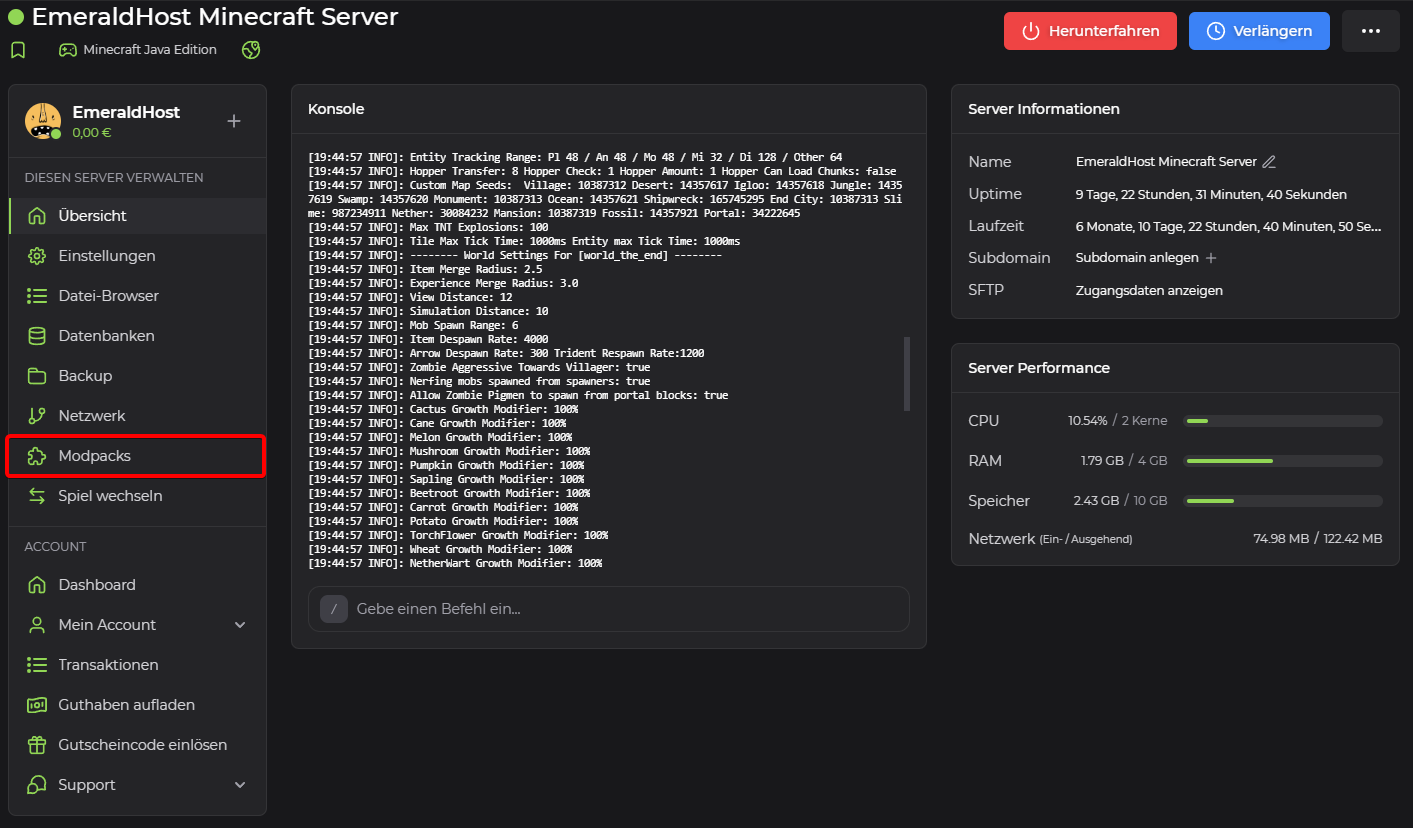 EmeraldHost Minecraft Server
Minecraft Java Edition
Herunterfahren
Verlängern
EmeraldHost
0,00 €
DIESEN SERVER VERWALTEN
Übersicht
Einstellungen
Datei-Browser
Datenbanken
Backup
Netzwerk
Modpacks
Spiel wechseln
ACCOUNT
Dashboard
Mein Account
Transaktionen
Guthaben aufladen
Gutscheincode einlösen
Support
Konsole
[19:44:57 INFO]: Entity Tracking Range: Pl 48 / An 48 / Mo 48 / Mi 32 / Di 128 / Other 64
[19:44:57 INFO]: Hopper Transfer: 8 Hopper Check: 1 Hopper Amount: 1 Hopper Can Load Chunks: false
[19:44:57 INFO]: Custom Map Seeds:  Village: 10387312 Desert: 14357617 Igloo: 14357618 Jungle: 1435
7619 Swamp: 14357620 Monument: 10387313 Ocean: 14357621 Shipwreck: 165745295 End City: 10387313 Sli
me: 987234911 Nether: 30084232 Mansion: 10387319 Fossil: 14357921 Portal: 34222645
[19:44:57 INFO]: Max TNT Explosions: 100
[19:44:57 INFO]: Tile Max Tick Time: 1000ms Entity max Tick Time: 1000ms
[19:44:57 INFO]: -------- World Settings For [world_the_end] --------
[19:44:57 INFO]: Item Merge Radius: 2.5
[19:44:57 INFO]: Experience Merge Radius: 3.0
[19:44:57 INFO]: View Distance: 12
[19:44:57 INFO]: Simulation Distance: 10
[19:44:57 INFO]: Mob Spawn Range: 6
[19:44:57 INFO]: Item Despawn Rate: 4000
[19:44:57 INFO]: Arrow Despawn Rate: 300 Trident Respawn Rate:1200
[19:44:57 INFO]: Zombie Aggressive Towards Villager: true
[19:44:57 INFO]: Nerfing mobs spawned from spawners: true
[19:44:57 INFO]: Allow Zombie Pigmen to spawn from portal blocks: true
[19:44:57 INFO]: Cactus Growth Modifier: 100%
[19:44:57 INFO]: Cane Growth Modifier: 100%
[19:44:57 INFO]: Melon Growth Modifier: 100%
[19:44:57 INFO]: Mushroom Growth Modifier: 100%
[19:44:57 INFO]: Pumpkin Growth Modifier: 100%
[19:44:57 INFO]: Sapling Growth Modifier: 100%
[19:44:57 INFO]: Beetroot Growth Modifier: 100%
[19:44:57 INFO]: Carrot Growth Modifier: 100%
[19:44:57 INFO]: Potato Growth Modifier: 100%
[19:44:57 INFO]: TorchFlower Growth Modifier: 100%
[19:44:57 INFO]: Wheat Growth Modifier: 100%
[19:44:57 INFO]: NetherWart Growth Modifier: 100%
/ Gebe einen Befehl ein...
Server Informationen
Name EmeraldHost Minecraft Server
Uptime 9 Tage, 22 Stunden, 31 Minuten, 40 Sekunden
Laufzeit 6 Monate, 10 Tage, 22 Stunden, 40 Minuten, 50 Se...
Subdomain Subdomain anlegen
SFTP Zugangsdaten anzeigen
Server Performance
CPU 10.54% / 2 Kerne
RAM 1.79 GB / 4 GB
Speicher 2.43 GB / 10 GB
Netzwerk (Ein- / Ausgehend) 74.98 MB / 122.42 MB